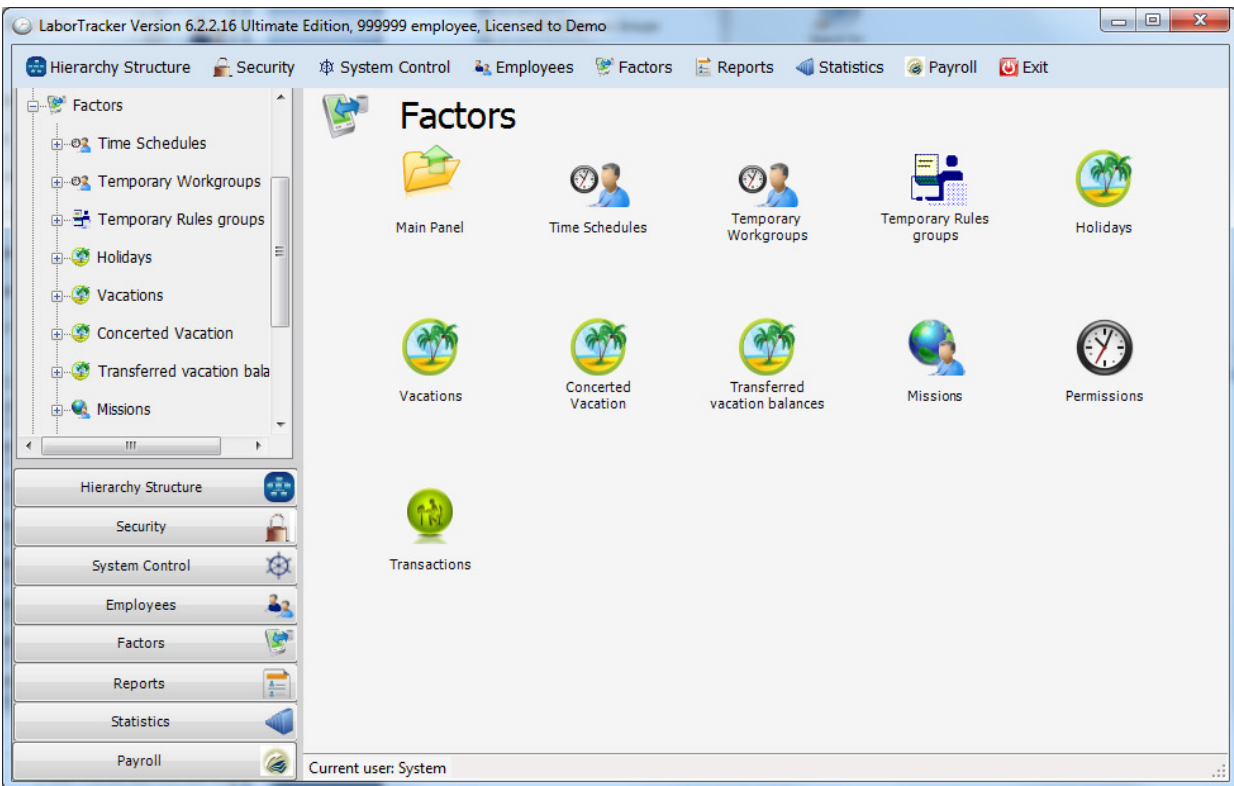 LaborTracker Version 6.2.2.16 Ultimate Edition, 999999 employee, Licensed to Demo
Hierarchy Structure Security System Control Employees Factors Reports Statistics Payroll Exit
Factors
Time Schedules
Temporary Workgroups
Temporary Rules groups
Holidays
Vacations
Concerted Vacation
Transferred vacation bala
Missions
Hierarchy Structure
Security
System Control
Employees
Factors
Reports
Statistics
Payroll
Factors
Main Panel
Time Schedules
Temporary
Workgroups
Temporary Rules
groups
Holidays
Vacations
Concerted
Vacation
Transferred
vacation balances
Missions
Permissions
Transactions
Current user: System